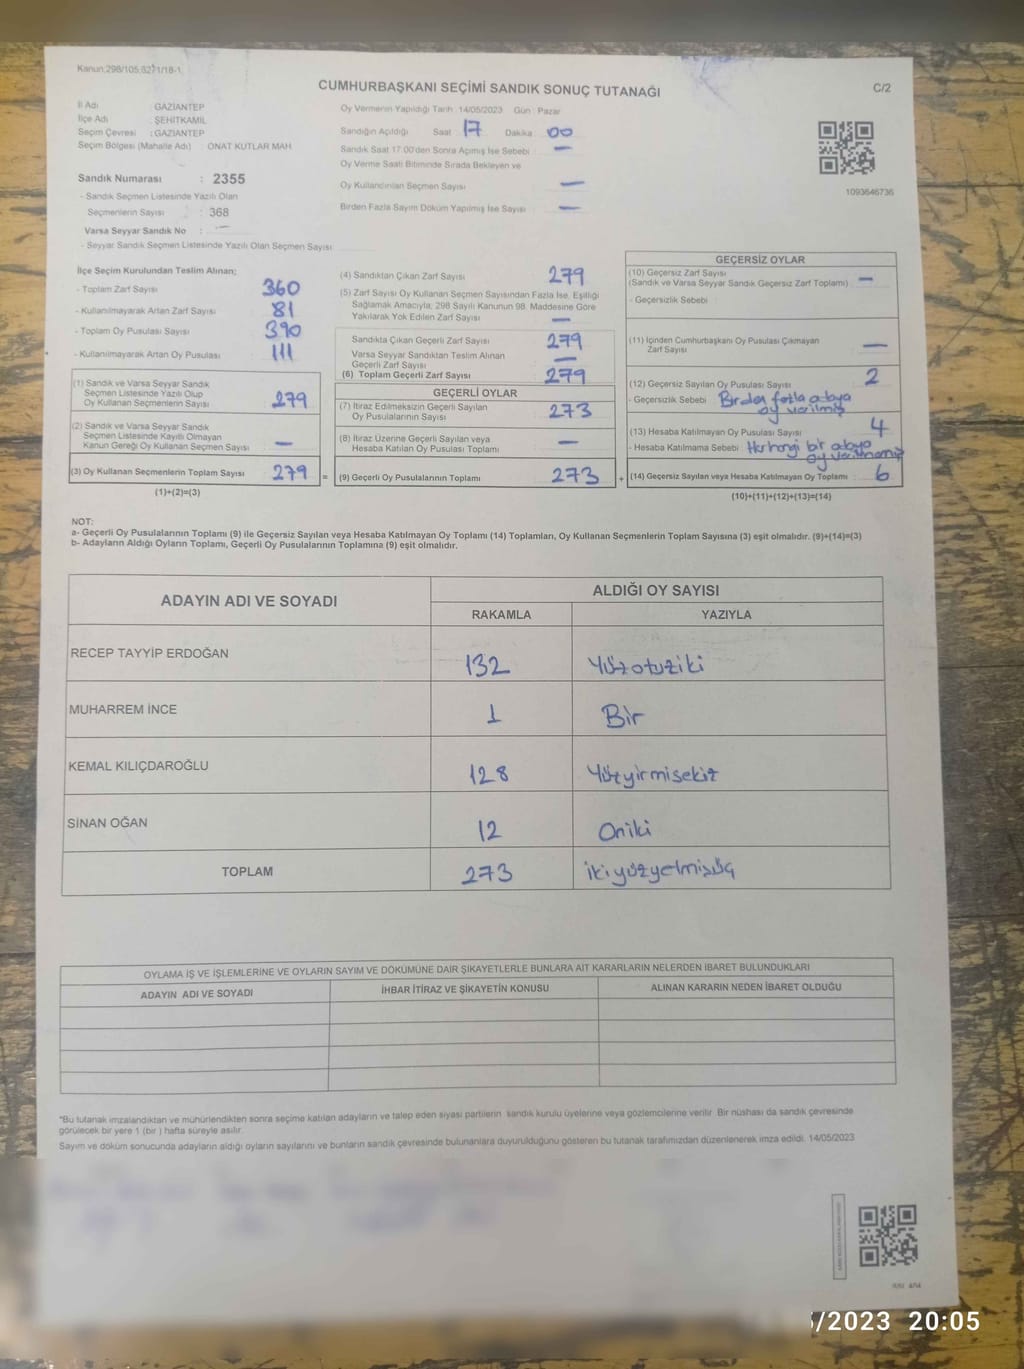 Kanun:298/105,6271/18-1
CUMHURBAŞKANI SEÇİMİ SANDIK SONUÇ TUTANAĞI
C/2
İl Adı GAZİANTEP
İlçe Adı : ŞEHİTKAMİL
Seçim Çevresi : GAZİANTEP
Seçim Bölgesi (Mahalle Adı) : ONAT KUTLAR MAH.
Oy Vermenin Yapıldığı Tarih :14/05/2023 Gün : Pazar
Sandığın Açıldığı Saat 17 Dakika 00
Sandık Saat 17:00'den Sonra Açımış İse Sebebi —
Oy Verme Saati Bitiminde Sırada Bekleyen ve
Oy Kullandırılan Seçmen Sayısı —
Birden Fazla Sayım Döküm Yapılmış İse Sayısı —
1093646736
Sandık Numarası : 2355
- Sandık Seçmen Listesinde Yazılı Olan
Seçmenlerin Sayısı : 368
Varsa Seyyar Sandık No : —
- Seyyar Sandık Seçmen Listesinde Yazılı Olan Seçmen Sayısı:
İlçe Seçim Kurulundan Teslim Alınan;
- Toplam Zarf Sayısı 360
- Kullanılmayarak Artan Zarf Sayısı 81
- Toplam Oy Pusulası Sayısı 390
- Kullanılmayarak Artan Oy Pusulası 111
(1) Sandık ve Varsa Seyyar Sandık
Seçmen Listesinde Yazılı Olup
Oy Kullanan Seçmenlerin Sayısı 279
(2) Sandık ve Varsa Seyyar Sandık
Seçmen Listesinde Kayıtlı Olmayan
Kanun Gereği Oy Kullanan Seçmen Sayısı —
(3) Oy Kullanan Seçmenlerin Toplam Sayısı 279 =
(1)+(2)=(3)
(4) Sandıktan Çıkan Zarf Sayısı 279
(5) Zarf Sayısı Oy Kullanan Seçmen Sayısından Fazla İse, Eşitliği
Sağlamak Amacıyla; 298 Sayılı Kanunun 98. Maddesine Göre
Yakılarak Yok Edilen Zarf Sayısı —
Sandıkta Çıkan Geçerli Zarf Sayısı 279
Varsa Seyyar Sandıktan Teslim Alınan
Geçerli Zarf Sayısı —
(6) Toplam Geçerli Zarf Sayısı 279
GEÇERLİ OYLAR
(7) İtiraz Edilmeksizin Geçerli Sayılan
Oy Pusulalarının Sayısı 273
(8) İtiraz Üzerine Geçerli Sayılan veya
Hesaba Katılan Oy Pusulaları Toplamı —
(9) Geçerli Oy Pusulalarının Toplamı 273 +
GEÇERSİZ OYLAR
(10) Geçersiz Zarf Sayısı
(Sandık ve Varsa Seyyar Sandık Geçersiz Zarf Toplamı) —
- Geçersizlik Sebebi
(11) İçinden Cumhurbaşkanı Oy Pusulası Çıkmayan
Zarf Sayısı —
(12) Geçersiz Sayılan Oy Pusulası Sayısı 2
- Geçersizlik Sebebi Birden fazla adaya
oy verilmiş
(13) Hesaba Katılmayan Oy Pusulası Sayısı 4
- Hesaba Katılmama Sebebi Herhangi bir adaya
oy verilmemiş
(14) Geçersiz Sayılan veya Hesaba Katılmayan Oy Toplamı : 6
(10)+(11)+(12)+(13)=(14)
NOT:
a- Geçerli Oy Pusulalarının Toplamı (9) ile Geçersiz Sayılan veya Hesaba Katılmayan Oy Toplamı (14) Toplamları, Oy Kullanan Seçmenlerin Toplam Sayısına (3) eşit olmalıdır. (9)+(14)=(3)
b- Adayların Aldığı Oyların Toplamı, Geçerli Oy Pusulalarının Toplamına (9) eşit olmalıdır.
ADAYIN ADI VE SOYADI
ALDIĞI OY SAYISI
RAKAMLA YAZIYLA
RECEP TAYYİP ERDOĞAN 132 Yüzotuziki
MUHARREM İNCE 1 Bir
KEMAL KILIÇDAROĞLU 128 Yüzyirmisekiz
SİNAN OĞAN 12 Oniki
TOPLAM 273 ikiyüzyetmişüç
OYLAMA İŞ VE İŞLEMLERİNE VE OYLARIN SAYIM VE DÖKÜMÜNE DAİR ŞİKAYETLERLE BUNLARA AİT KARARLARIN NELERDEN İBARET BULUNDUKLARI
ADAYIN ADI VE SOYADI İHBAR İTİRAZ VE ŞİKAYETİN KONUSU ALINAN KARARIN NEDEN İBARET OLDUĞU
*Bu tutanak imzalandıktan ve mühürlendikten sonra seçime katılan adayların ve talep eden siyasi partilerin sandık kurulu üyelerine veya gözlemcilerine verilir. Bir nüshası da sandık çevresinde
görülecek bir yere 1 (bir ) hafta süreyle asılır.
Sayım ve döküm sonucunda adayların aldığı oyların sayılarını ve bunların sandık çevresinde bulunanlara duyurulduğunu gösteren bu tutanak tarafımızdan düzenlenerek imza edildi. 14/05/2023
/2023 20:05